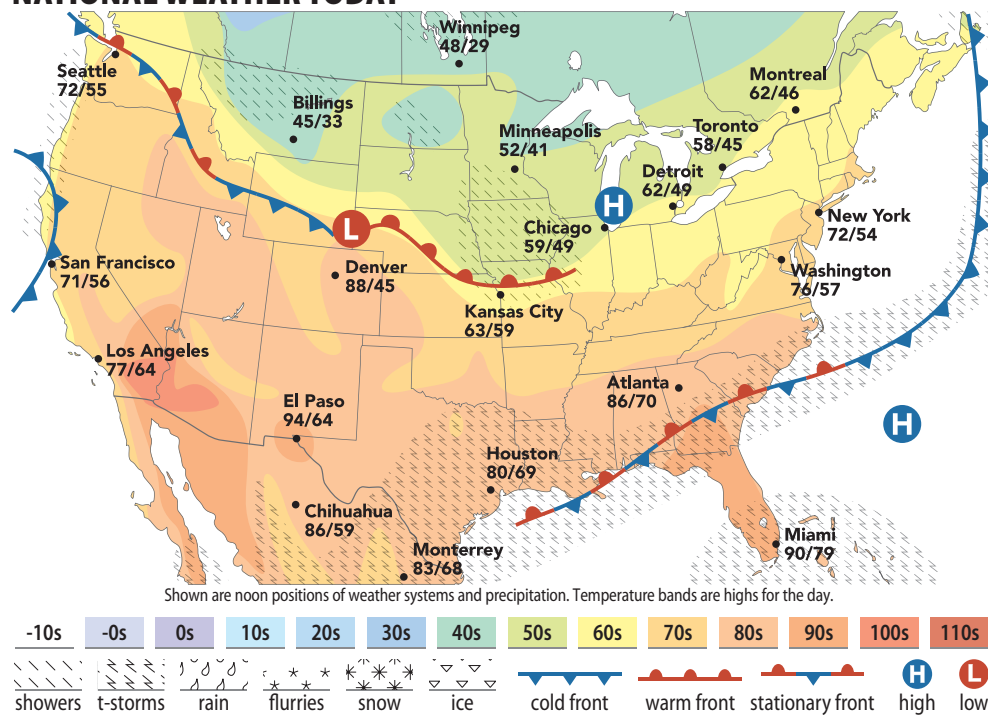 NATIONAL WEATHER TODAY
Winnipeg
48/29
Seattle
72/55
Montreal
62/46
Billings
45/33
Minneapolis
52/41
Toronto
58/45
Detroit
62/49
H
Chicago
59/49
New York
72/54
L
San Francisco
71/56
Denver
88/45
Washington
76/57
Kansas City
63/59
Los Angeles
77/64
Atlanta
86/70
El Paso
94/64
H
Houston
80/69
Chihuahua
86/59
Miami
90/79
Monterrey
83/68
Shown are noon positions of weather systems and precipitation. Temperature bands are highs for the day.
-10s -0s 0s 10s 20s 30s 40s 50s 60s 70s 80s 90s 100s 110s
H L
showers t-storms rain flurries snow ice cold front warm front stationary front high low